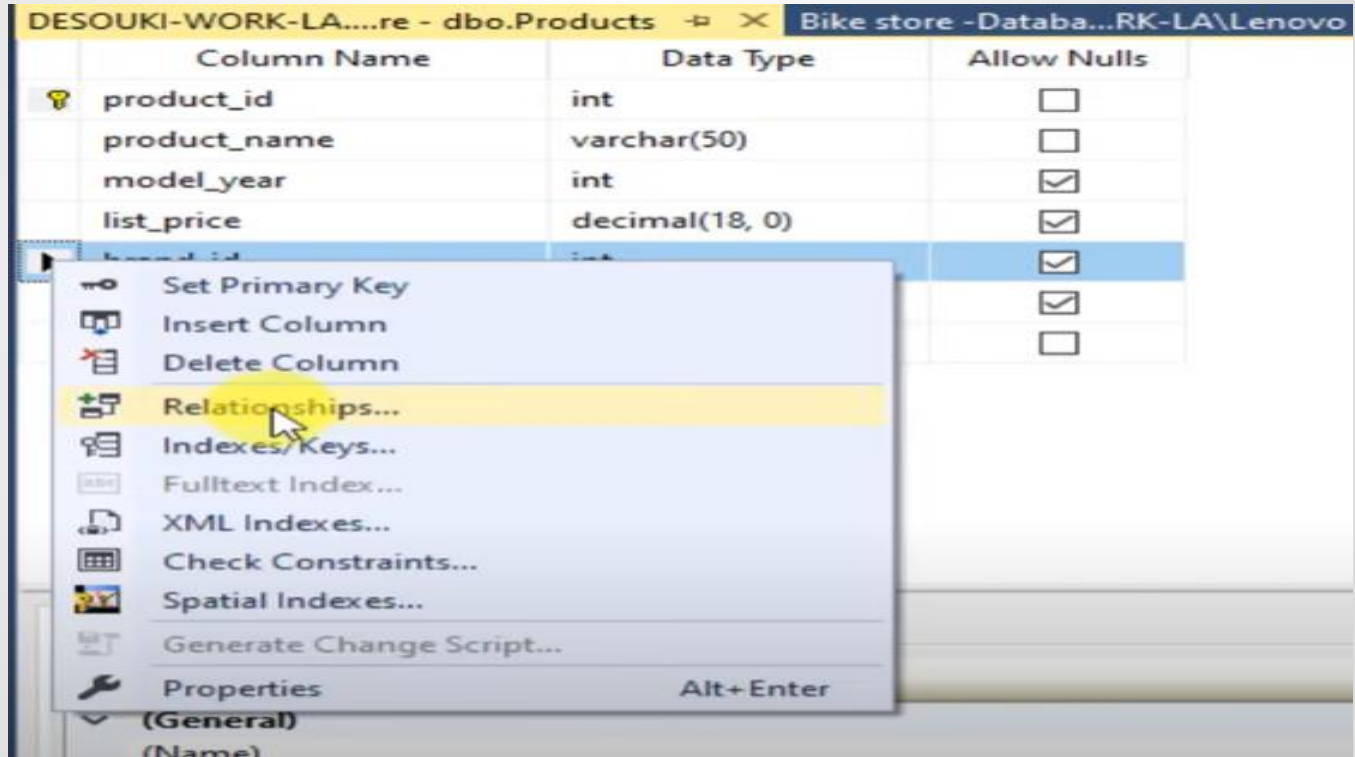 DESOUKI-WORK-LA....re - dbo.Products Bike store -Databa...RK-LA\Lenovo
Column Name Data Type Allow Nulls
product_id int
product_name varchar(50)
model_year int
list_price decimal(18, 0)
brand_id int
Set Primary Key
Insert Column
Delete Column
Relationships...
Indexes/Keys...
Fulltext Index...
XML Indexes...
Check Constraints...
Spatial Indexes...
Generate Change Script...
Properties Alt+Enter
(General)
(Name)